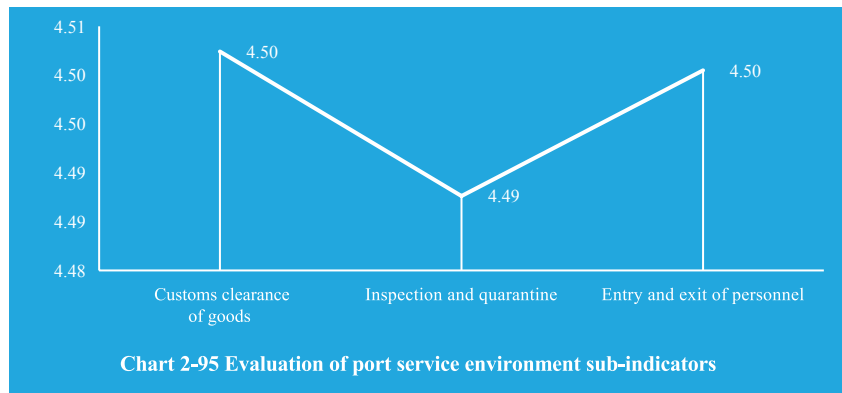 4.51
4.50
4.50
4.49
4.49
4.48
4.50
4.49
4.50
Customs clearance
of goods
Inspection and quarantine
Entry and exit of personnel
Chart 2-95 Evaluation of port service environment sub-indicators